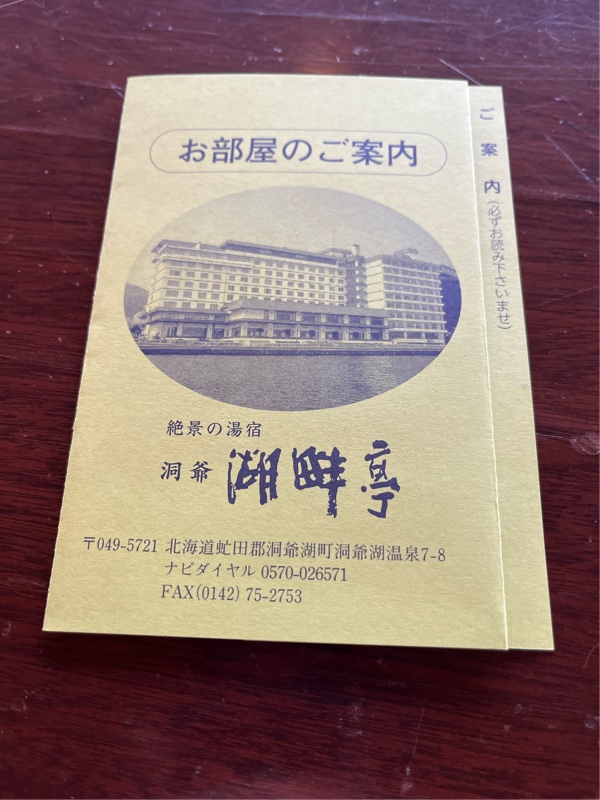 お部屋のご案内
ご案内(必ずお読み下さいませ)
絶景の湯宿
洞爺 湖畔亭
〒049-5721 北海道虻田郡洞爺湖町洞爺湖温泉7-8
ナビダイヤル 0570-026571
FAX(0142) 75-2753